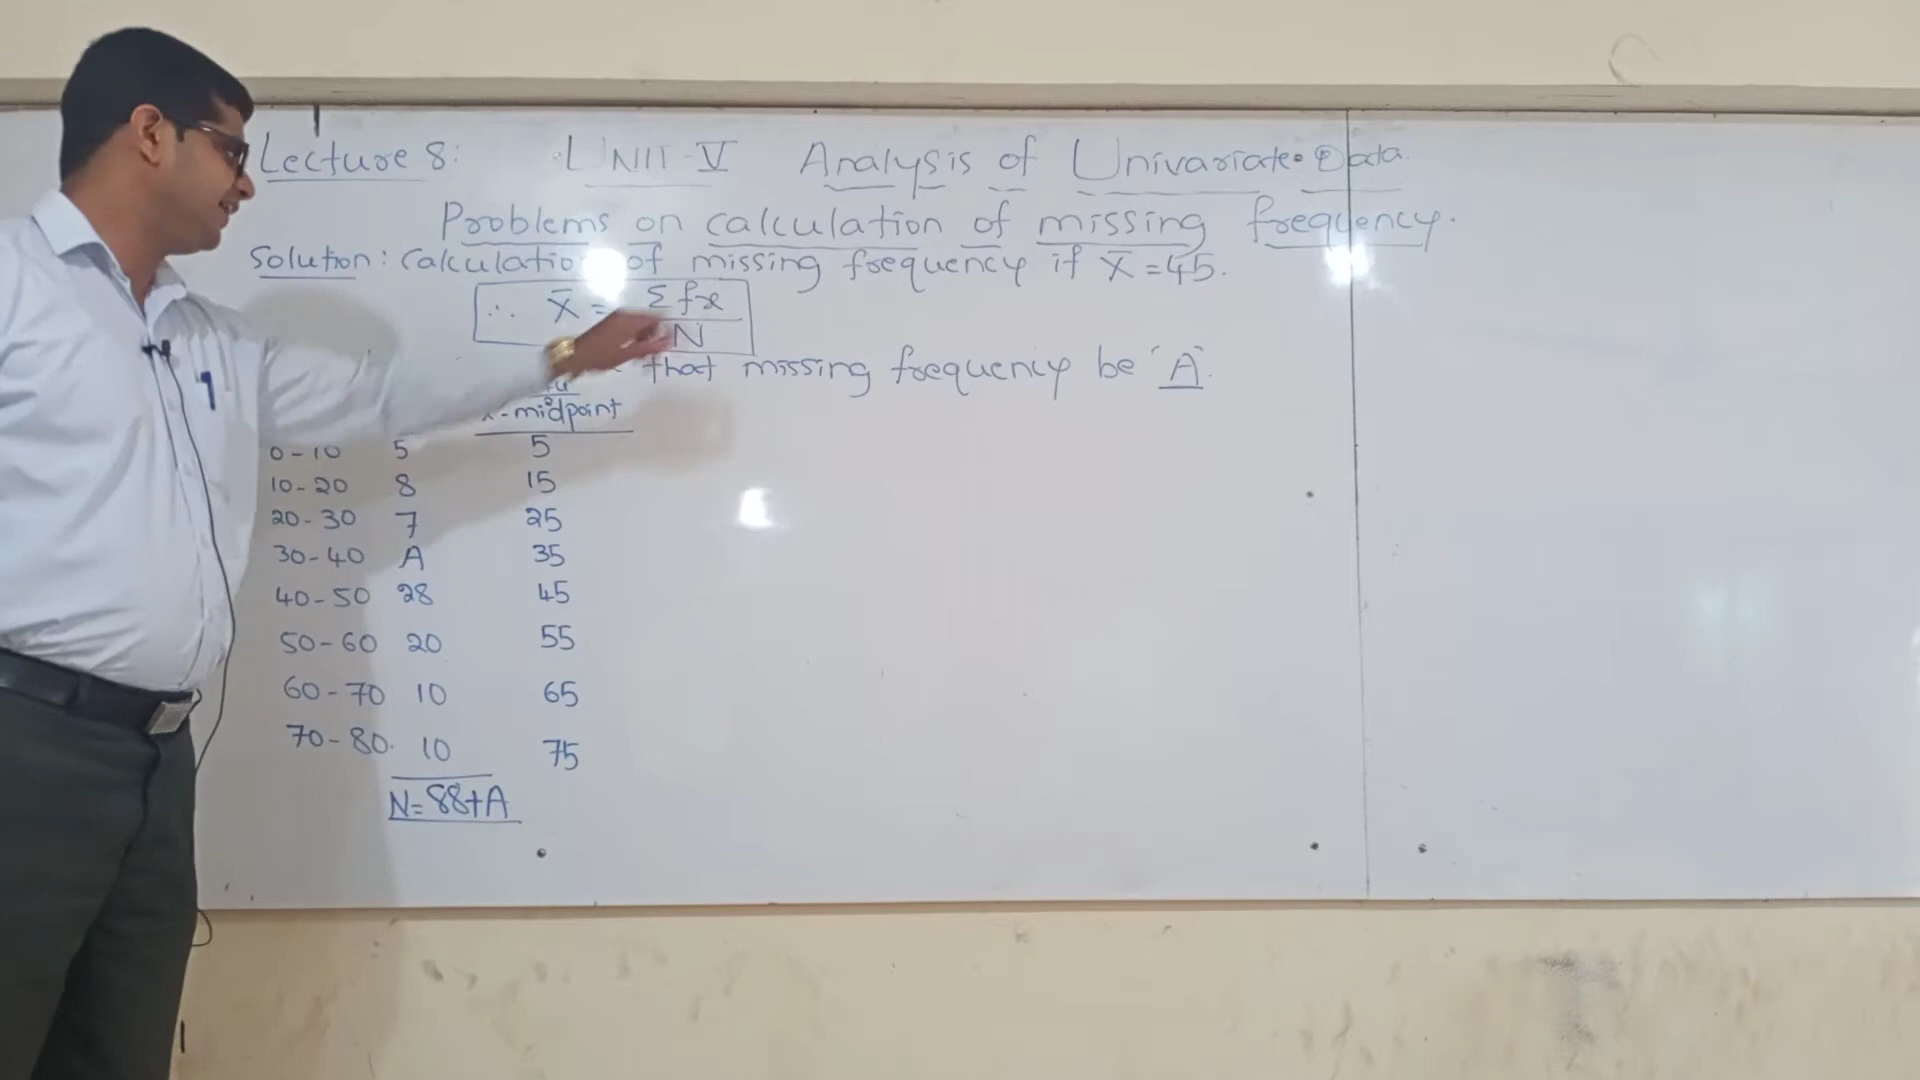 Lecture 8: UNIT-V Analysis of Univariate Data.
Problems on calculation of missing frequency.
Solution: Calculation of missing frequency if X̄ = 45.
∴ X̄ = Σfx / N
that missing frequency be 'A'.
-midpoint
0-10 5 5
10-20 8 15
20-30 7 25
30-40 A 35
40-50 28 45
50-60 20 55
60-70 10 65
70-80. 10 75
N=88+A